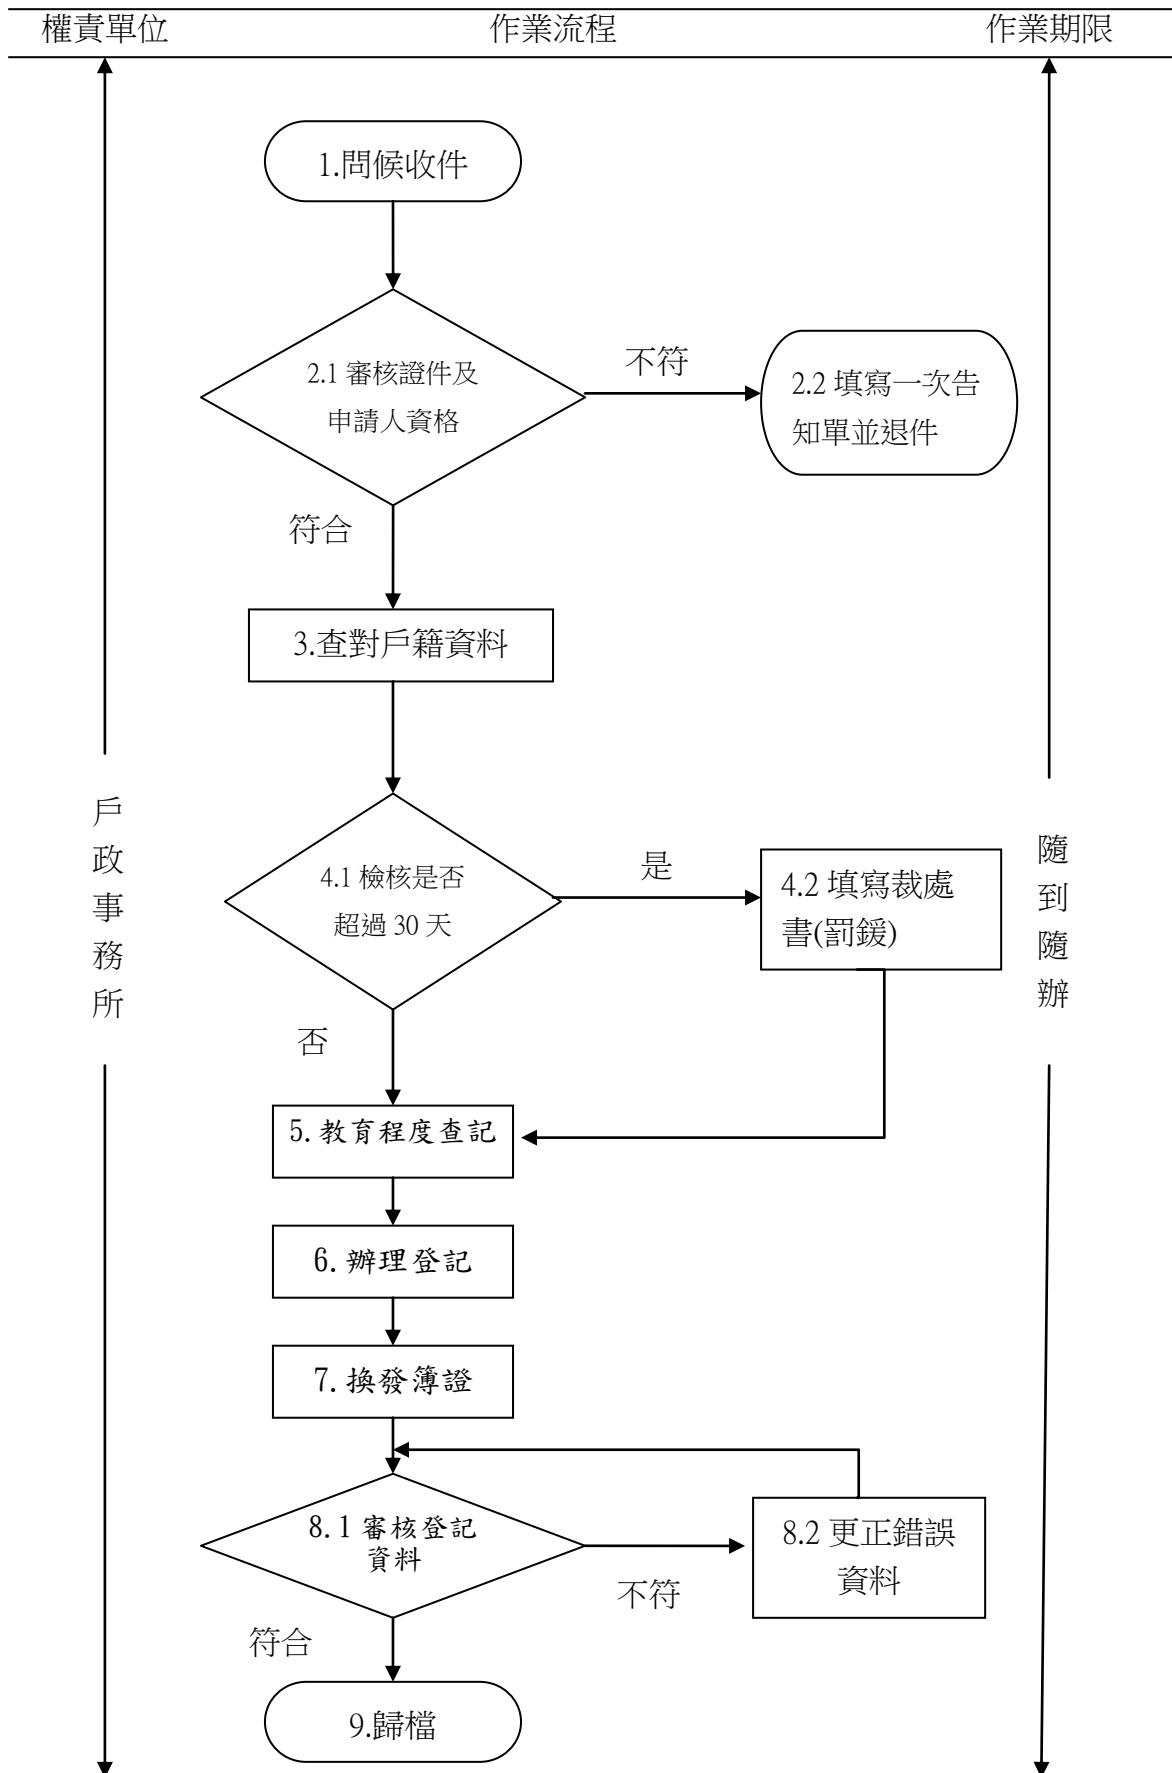 權責單位
作業流程
作業期限
1.問候收件
2.1 審核證件及
申請人資格
不符
2.2 填寫一次告
知單並退件
符合
3.查對戶籍資料
戶
政
事
務
所
4.1 檢核是否
超過 30 天
是
4.2 填寫裁處
書(罰鍰)
隨
到
隨
辦
否
5.教育程度查記
6.辦理登記
7.換發簿證
8.1 審核登記
資料
不符
8.2 更正錯誤
資料
符合
9.歸檔